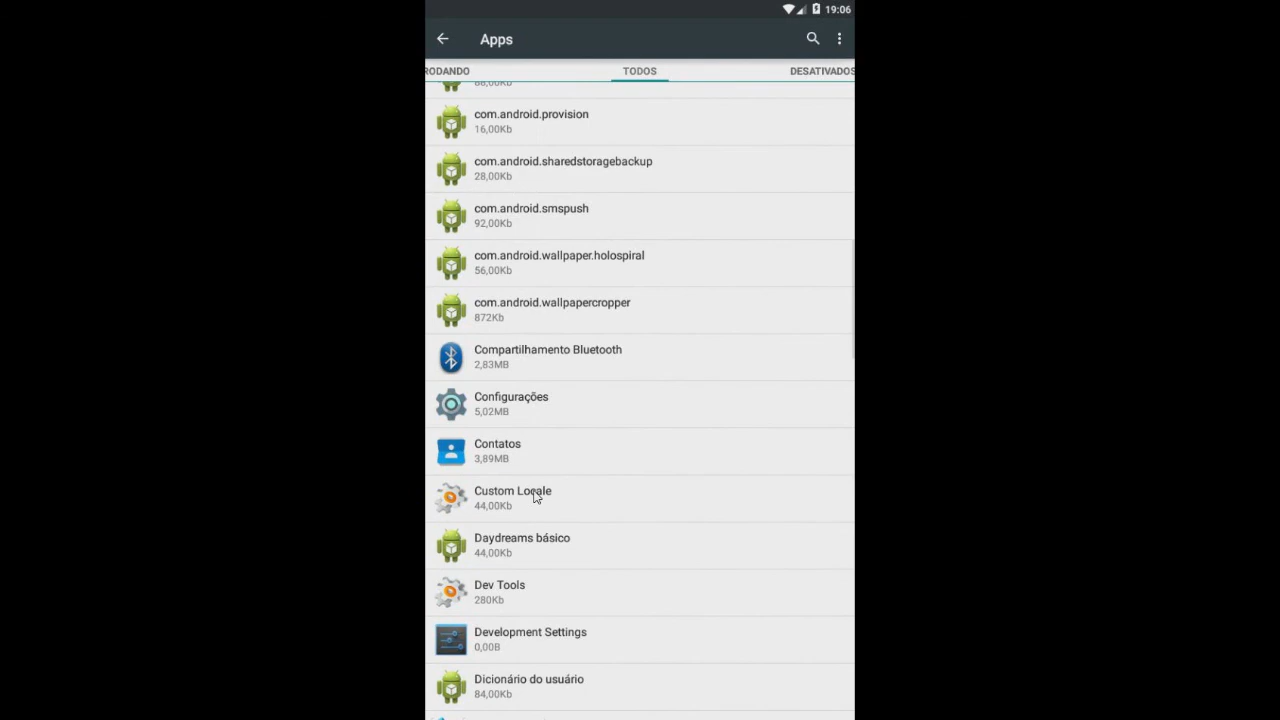 19:06
Apps
RODANDO
TODOS
DESATIVADOS
88,00Kb
com.android.provision
16,00Kb
com.android.sharedstoragebackup
28,00Kb
com.android.smspush
92,00Kb
com.android.wallpaper.holospiral
56,00Kb
com.android.wallpapercropper
872Kb
Compartilhamento Bluetooth
2,83MB
Configurações
5,02MB
Contatos
3,89MB
Custom Locale
44,00Kb
Daydreams básico
44,00Kb
Dev Tools
280Kb
Development Settings
0,00B
Dicionário do usuário
84,00Kb